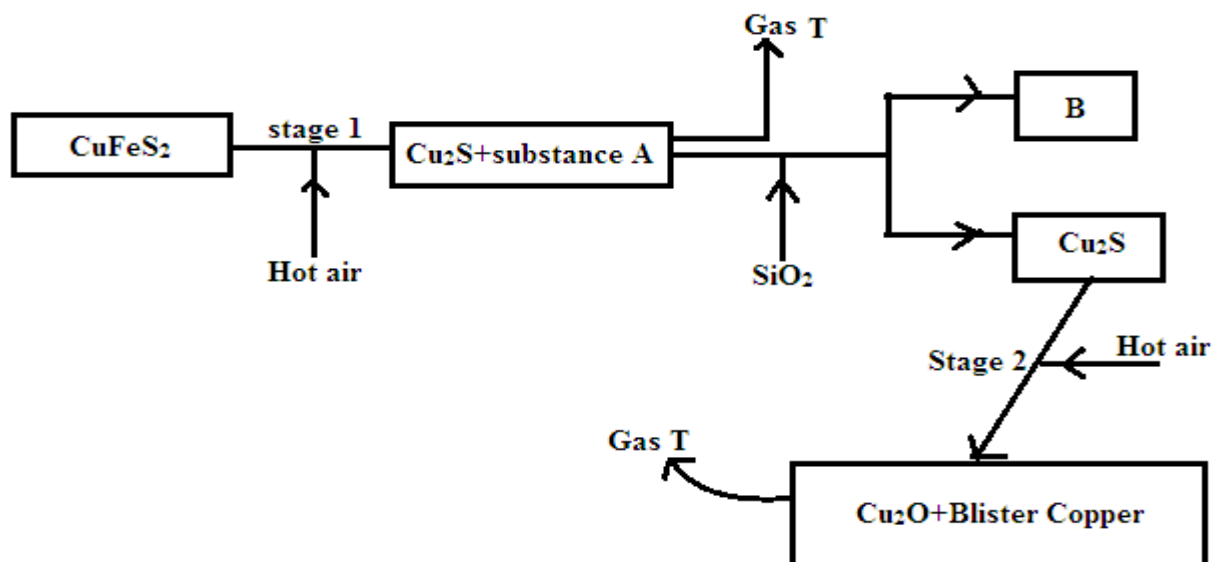 Gas T
B
stage 1
CuFeS₂
Cu₂S+substance A
Hot air
SiO₂
Cu₂S
Stage 2
Hot air
Gas T
Cu₂O+Blister Copper